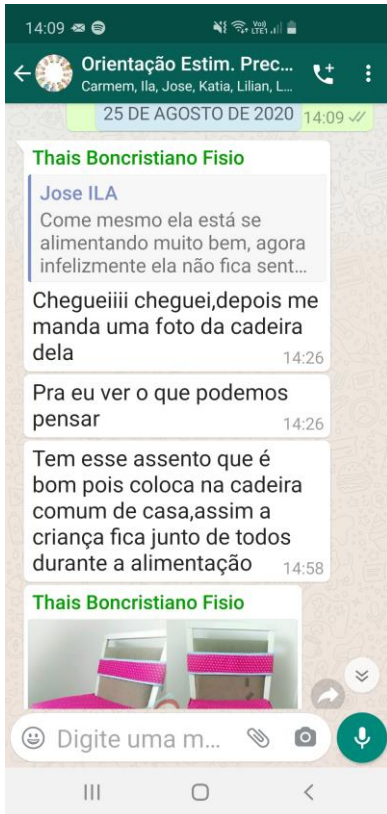 14:09
Vo))
LTE1
Orientação Estim. Prec...
Carmem, Ila, Jose, Katia, Lilian, L...
25 DE AGOSTO DE 2020 14:09
Thais Boncristiano Fisio
Jose ILA
Come mesmo ela está se
alimentando muito bem, agora
infelizmente ela não fica sent...
Chegueiiii cheguei,depois me
manda uma foto da cadeira
dela 14:26
Pra eu ver o que podemos
pensar 14:26
Tem esse assento que é
bom pois coloca na cadeira
comum de casa,assim a
criança fica junto de todos
durante a alimentação 14:58
Thais Boncristiano Fisio
Digite uma m...